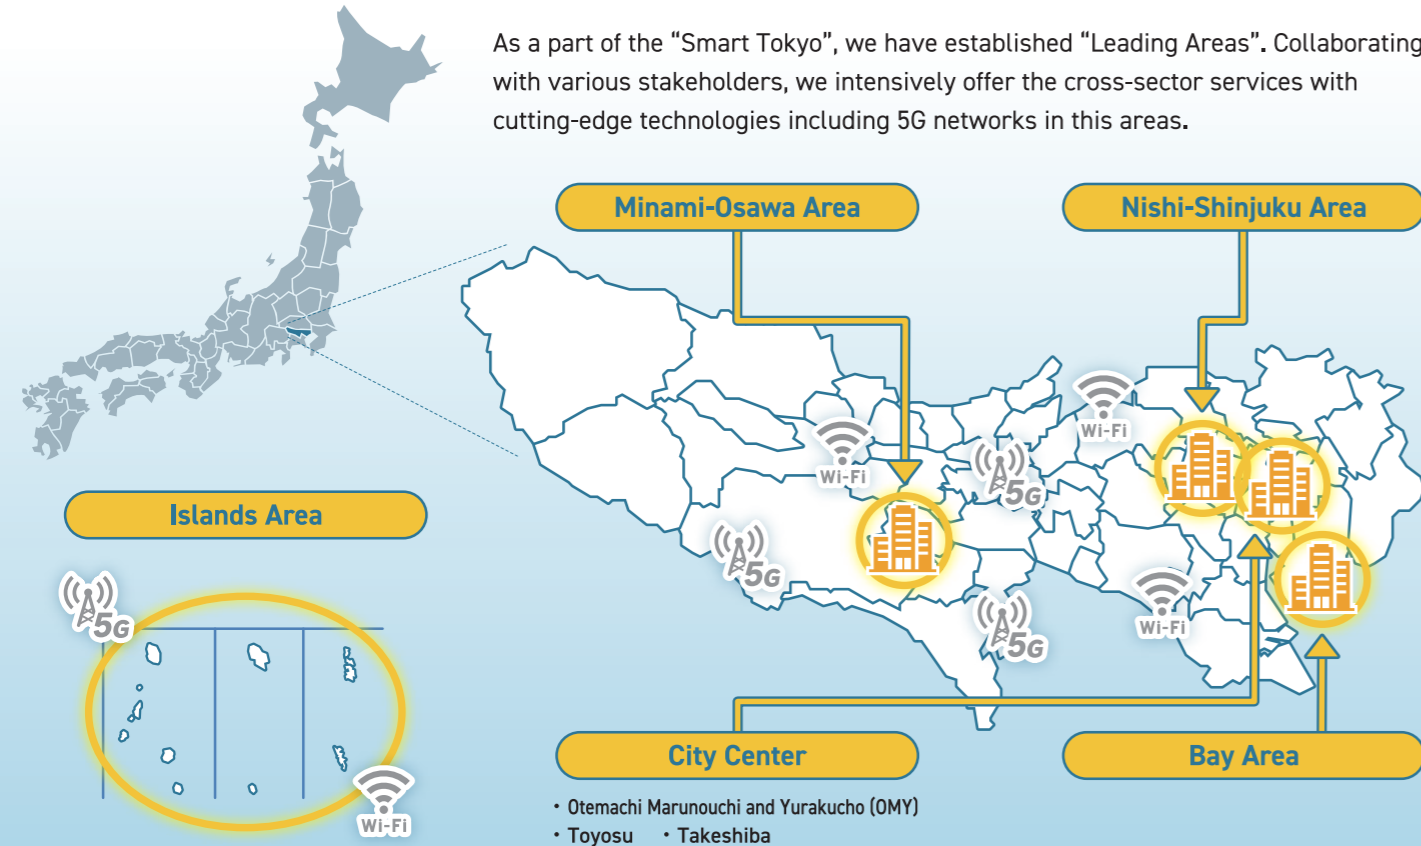 As a part of the “Smart Tokyo”, we have established “Leading Areas”. Collaborating
with various stakeholders, we intensively offer the cross-sector services with
cutting-edge technologies including 5G networks in this areas.
Minami-Osawa Area
Nishi-Shinjuku Area
Wi-Fi
Wi-Fi
5G
Islands Area
5G
5G
Wi-Fi
5G
Wi-Fi
City Center
Bay Area
・Otemachi Marunouchi and Yurakucho (OMY)
・Toyosu ・Takeshiba